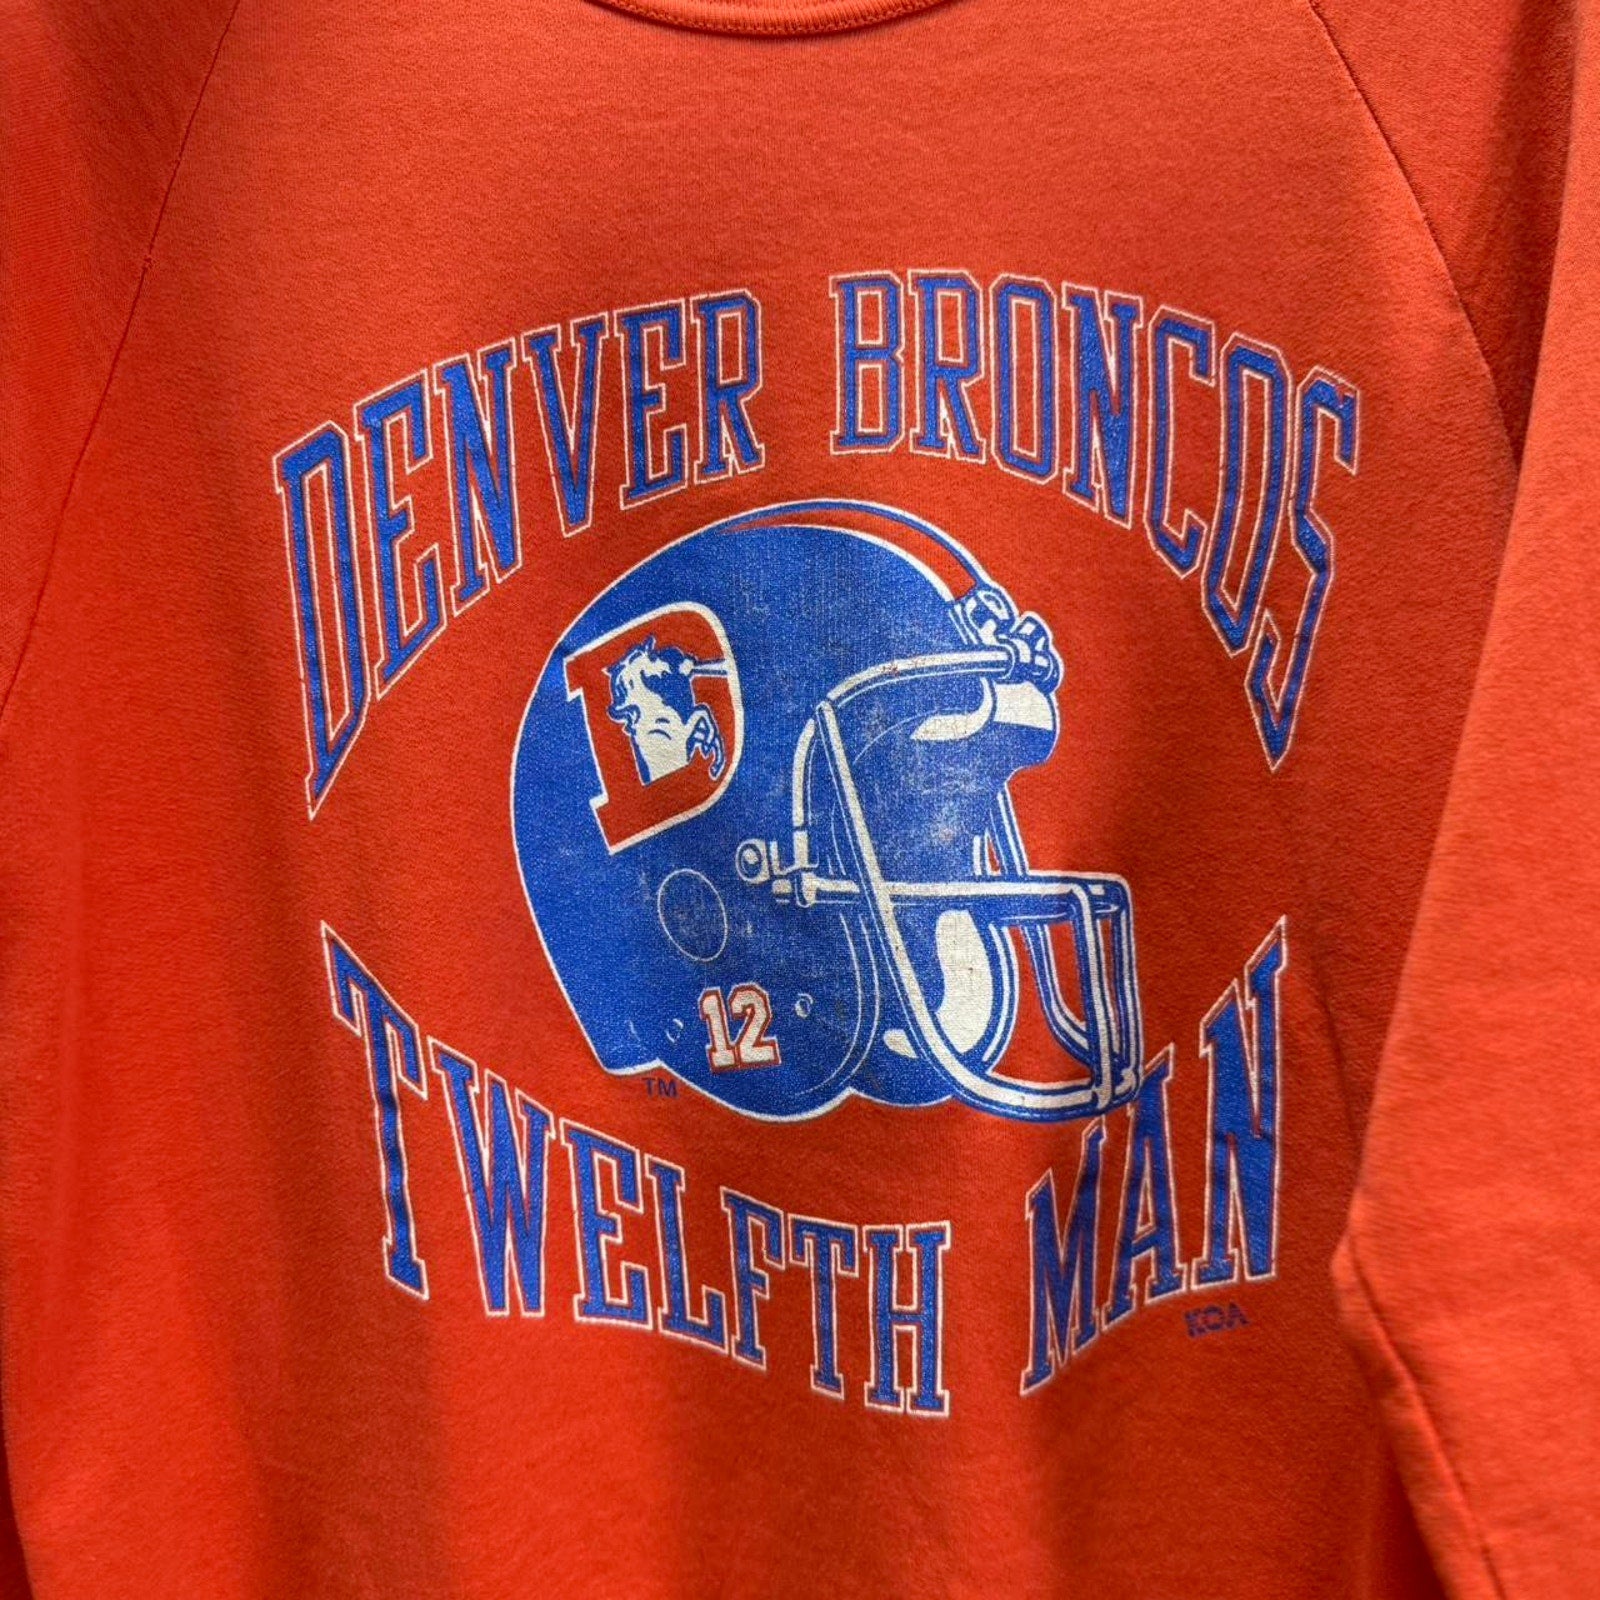 DENVER BRONCOS
D
12
TM
TWELFTH MAN
KOA